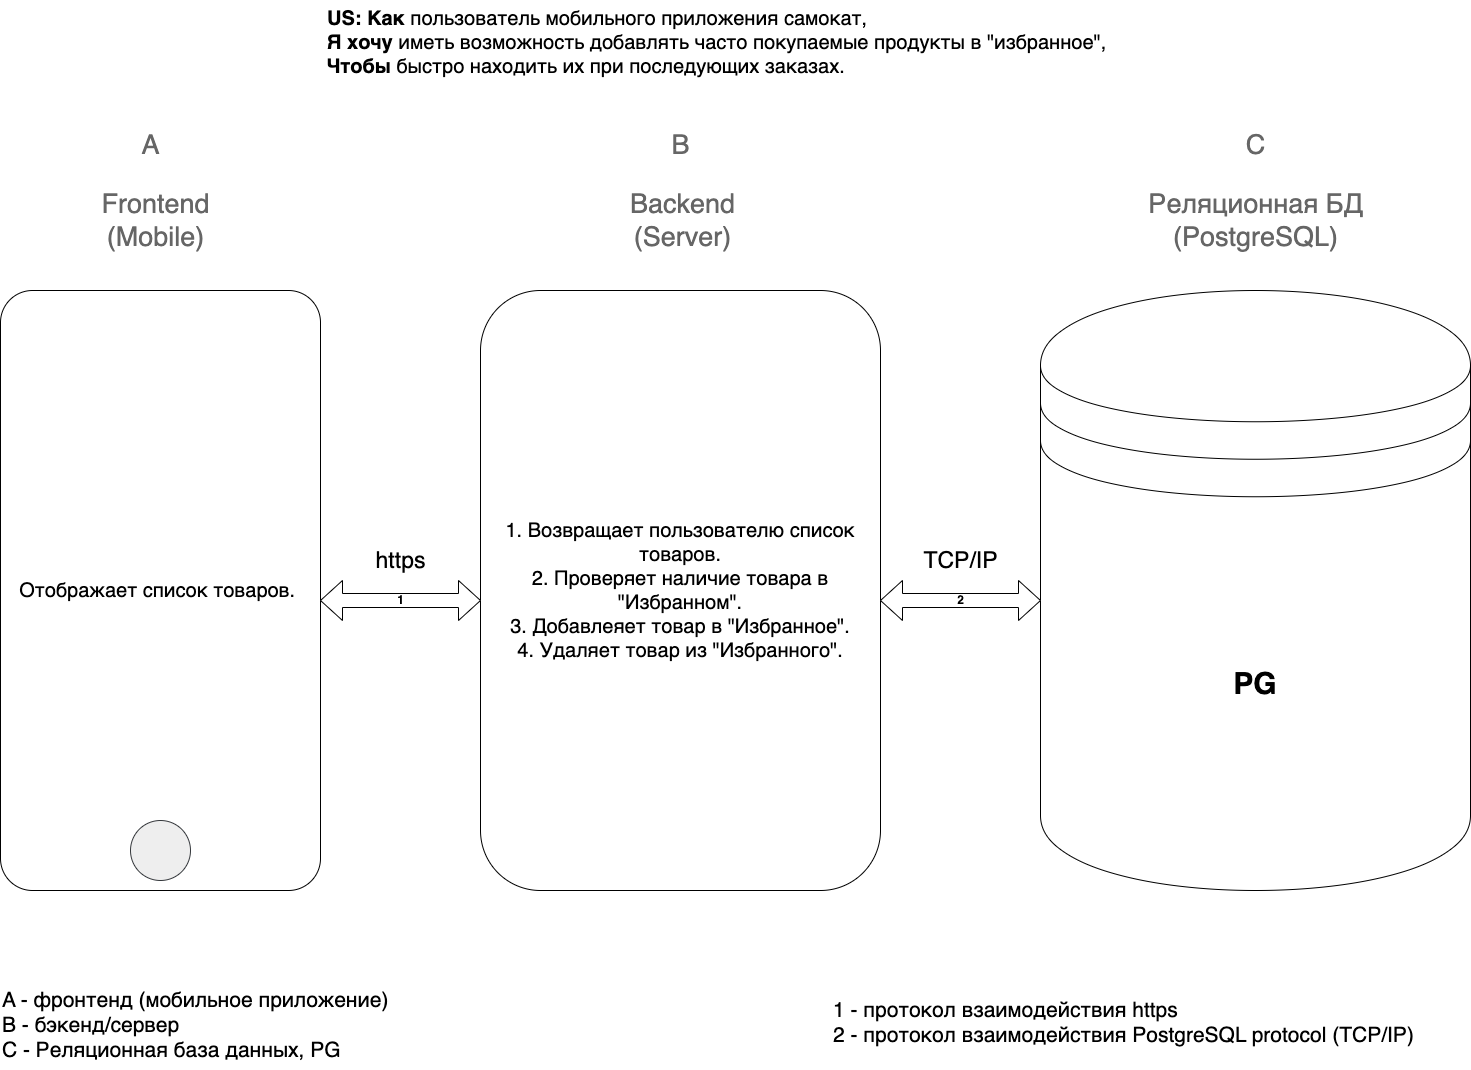 US: Как пользователь мобильного приложения самокат,
Я хочу иметь возможность добавлять часто покупаемые продукты в "избранное",
Чтобы быстро находить их при последующих заказах.
A
B
C
Frontend
(Mobile)
Backend
(Server)
Реляционная БД
(PostgreSQL)
Отображает список товаров.
https
1
1. Возвращает пользователю список
товаров.
2. Проверяет наличие товара в
"Избранном".
3. Добавлеяет товар в "Избранное".
4. Удаляет товар из "Избранного".
TCP/IP
2
PG
A - фронтенд (мобильное приложение)
B - бэкенд/сервер
C - Реляционная база данных, PG
1 - протокол взаимодействия https
2 - протокол взаимодействия PostgreSQL protocol (TCP/IP)